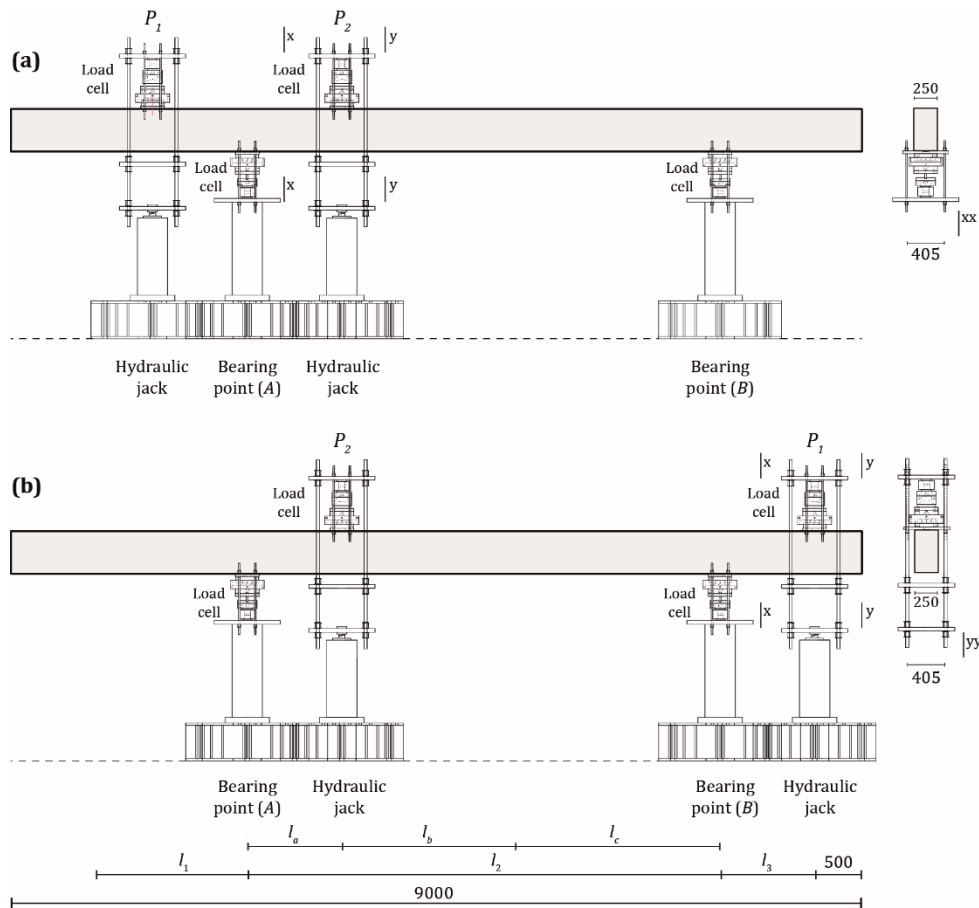 P1 P2
x y
(a)
Load
cell
Load
cell
250
Load
cell
x y
Load
cell
xx
405
Hydraulic
jack
Bearing
point (A)
Hydraulic
jack
Bearing
point (B)
P2 P1
x y
(b)
Load
cell
Load
cell
Load
cell
Load
cell
x y
250
yy
405
Bearing
point (A)
Hydraulic
jack
Bearing
point (B)
Hydraulic
jack
la lb lc
l1 l2 l3 500
9000